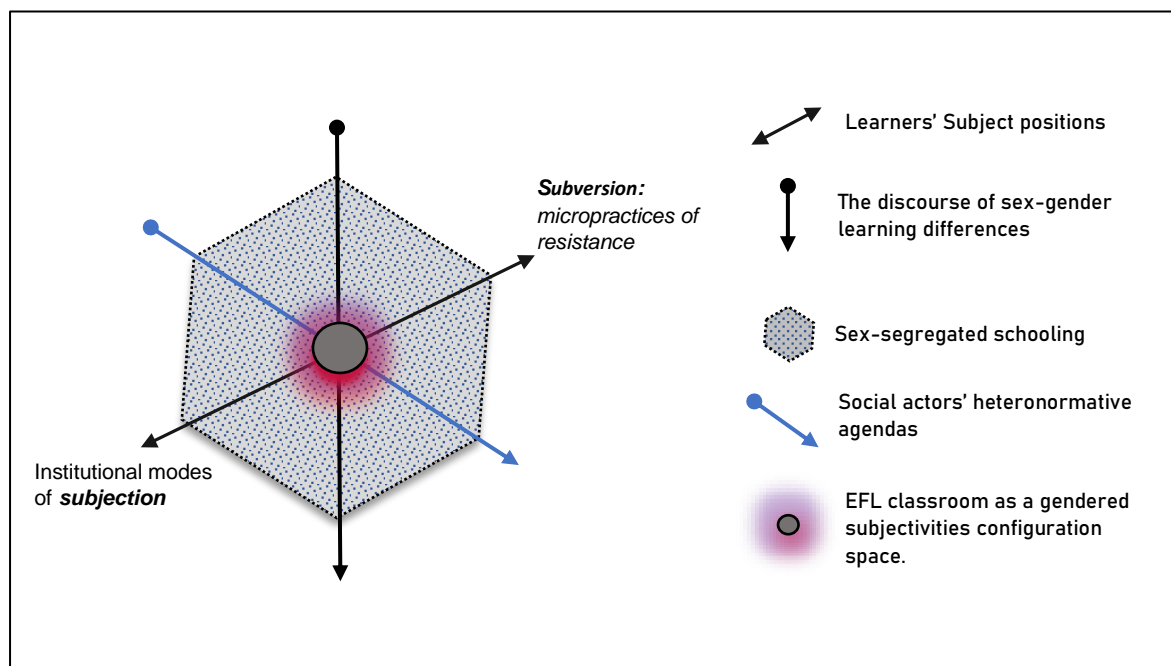 Subversion:
micropractices of
resistance
Institutional modes
of subjection
Learners' Subject positions
The discourse of sex-gender
learning differences
Sex-segregated schooling
Social actors' heteronormative
agendas
EFL classroom as a gendered
subjectivities configuration
space.